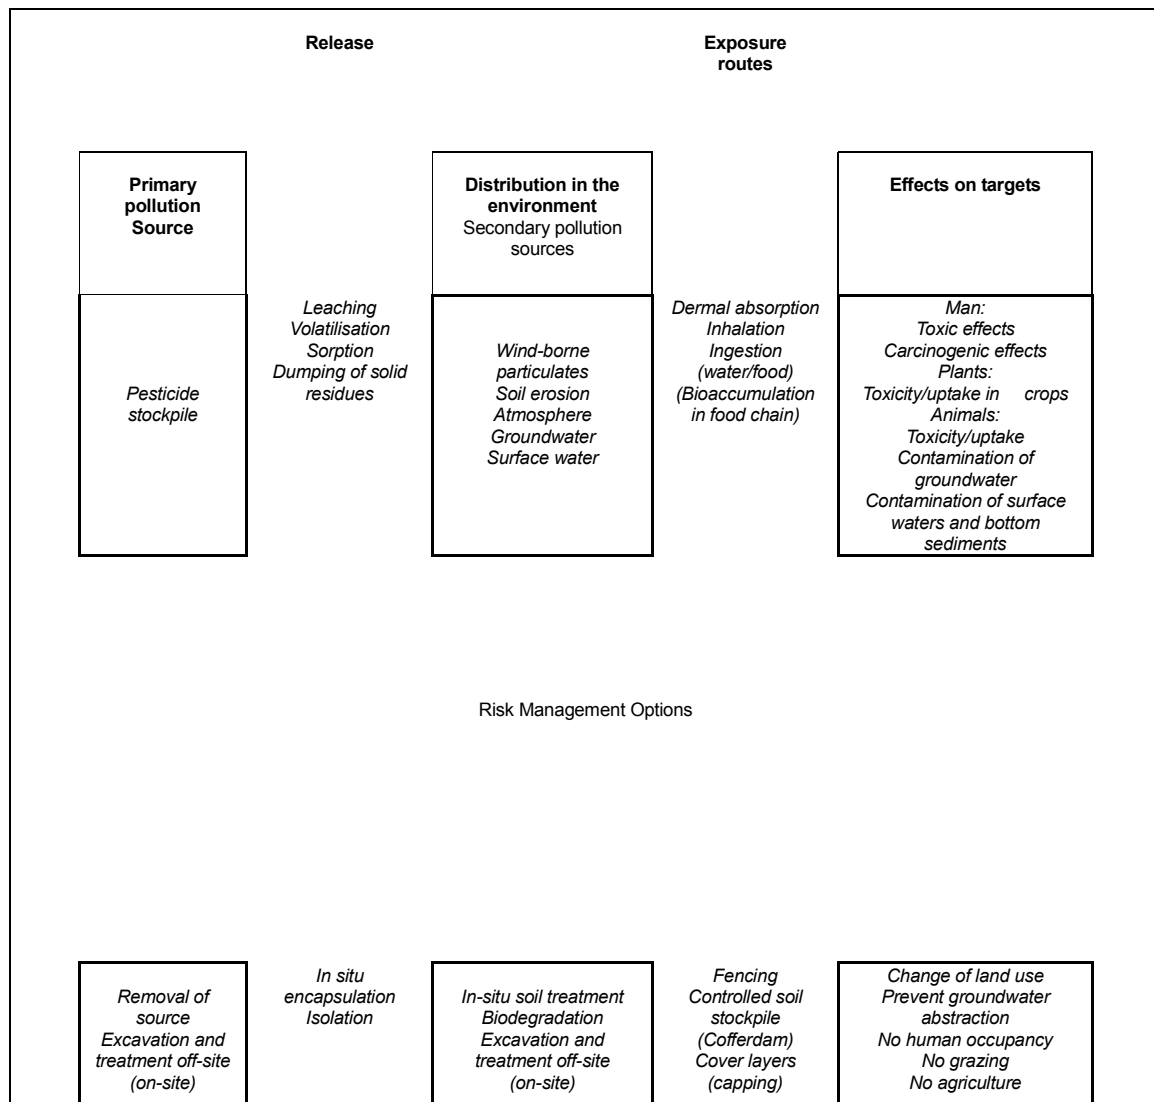 Release
Exposure
routes
Primary
pollution
Source
Distribution in the
environment
Secondary pollution
sources
Effects on targets
Pesticide
stockpile
Leaching
Volatilisation
Sorption
Dumping of solid
residues
Wind-borne
particulates
Soil erosion
Atmosphere
Groundwater
Surface water
Dermal absorption
Inhalation
Ingestion
(water/food)
(Bioaccumulation
in food chain)
Man:
Toxic effects
Carcinogenic effects
Plants:
Toxicity/uptake in crops
Animals:
Toxicity/uptake
Contamination of
groundwater
Contamination of surface
waters and bottom
sediments
Risk Management Options
Removal of
source
Excavation and
treatment off-site
(on-site)
In situ
encapsulation
Isolation
In-situ soil treatment
Biodegradation
Excavation and
treatment off-site
(on-site)
Fencing
Controlled soil
stockpile
(Cofferdam)
Cover layers
(capping)
Change of land use
Prevent groundwater
abstraction
No human occupancy
No grazing
No agriculture